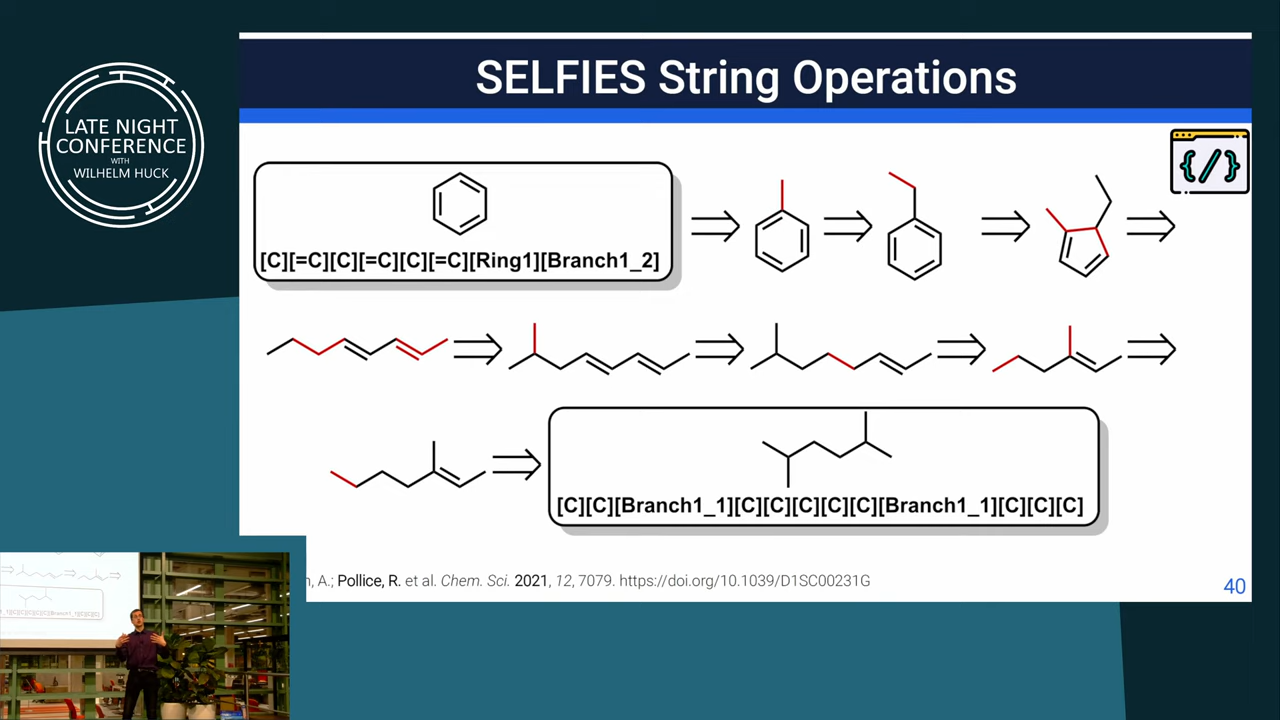 LATE NIGHT
CONFERENCE
WITH
WILHELM HUCK
SELFIES String Operations
{/}
[C][=C][C][=C][C][=C][Ring1][Branch1_2]
[C][C][Branch1_1][C][C][C][C][C][Branch1_1][C][C][C]
A.; Pollice, R. et al. Chem. Sci. 2021, 12, 7079. https://doi.org/10.1039/D1SC00231G
40